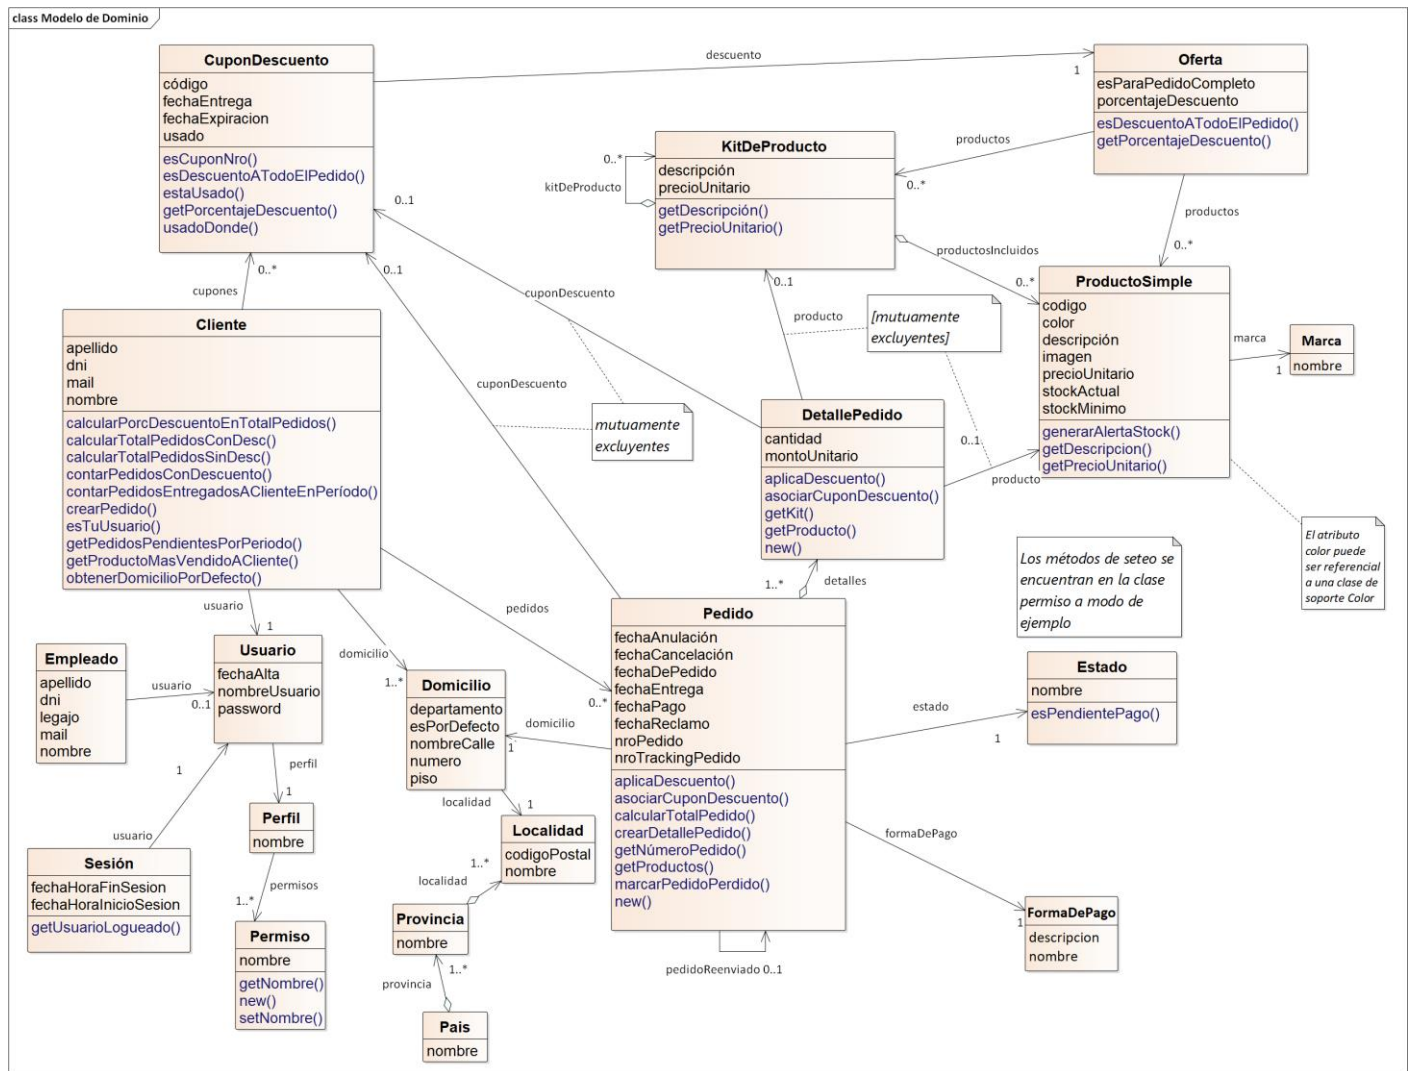 class Modelo de Dominio
CuponDescuento
código
fechaEntrega
fechaExpiracion
usado
esCuponNro()
esDescuentoATodoElPedido()
estaUsado()
getPorcentajeDescuento()
usadoDonde()
descuento
1
Oferta
esParaPedidoCompleto
porcentajeDescuento
esDescuentoATodoElPedido()
getPorcentajeDescuento()
productos
0..*
productos
0..*
KitDeProducto
descripción
precioUnitario
getDescripción()
getPrecioUnitario()
0..*
kitDeProducto
productosIncluidos
0..*
ProductoSimple
codigo
color
descripción
imagen
precioUnitario
stockActual
stockMinimo
generarAlertaStock()
getDescripcion()
getPrecioUnitario()
marca
1
Marca
nombre
0..1
0..*
0..1
cupones
cuponDescuento
0..1
producto
[mutuamente
excluyentes]
Cliente
apellido
dni
mail
nombre
calcularPorcDescuentoEnTotalPedidos()
calcularTotalPedidosConDesc()
calcularTotalPedidosSinDesc()
contarPedidosConDescuento()
contarPedidosEntregadosAClienteEnPeríodo()
crearPedido()
esTuUsuario()
getPedidosPendientesPorPeriodo()
getProductoMasVendidoACliente()
obtenerDomicilioPorDefecto()
cuponDescuento
mutuamente
excluyentes
DetallePedido
cantidad
montoUnitario
aplicaDescuento()
asociarCuponDescuento()
getKit()
getProducto()
new()
0..1
producto
El atributo
color puede
ser referencial
a una clase de
soporte Color
Los métodos de seteo se
encuentran en la clase
permiso a modo de
ejemplo
1..*
detalles
usuario
1
pedidos
0..*
domicilio
1..*
Empleado
apellido
dni
legajo
mail
nombre
usuario
0..1
Usuario
fechaAlta
nombreUsuario
password
Domicilio
departamento
esPorDefecto
nombreCalle
numero
piso
domicilio
1
Pedido
fechaAnulación
fechaCancelación
fechaDePedido
fechaEntrega
fechaPago
fechaReclamo
nroPedido
nroTrackingPedido
aplicaDescuento()
asociarCuponDescuento()
calcularTotalPedido()
crearDetallePedido()
getNúmeroPedido()
getProductos()
marcarPedidoPerdido()
new()
estado
1
Estado
nombre
esPendientePago()
1
usuario
perfil
1
Perfil
nombre
localidad
1
Localidad
codigoPostal
nombre
formaDePago
1
FormaDePago
descripcion
nombre
Sesión
fechaHoraFinSesion
fechaHoraInicioSesion
getUsuarioLogueado()
permisos
1..*
Permiso
nombre
getNombre()
new()
setNombre()
1..*
localidad
Provincia
nombre
1..*
provincia
Pais
nombre
pedidoReenviado 0..1